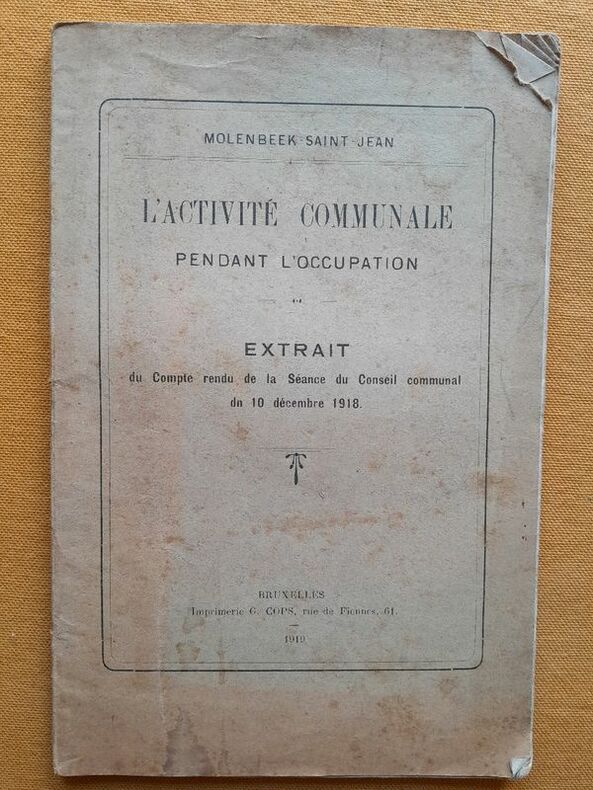 MOLENBEEK-SAINT-JEAN
L'ACTIVITÉ COMMUNALE
PENDANT L'OCCUPATION
EXTRAIT
du Compte rendu de la Séance du Conseil communal
dn 10 décembre 1918.
BRUXELLES
Imprimerie G. COPS, rue de Fiennes, 61.
1919